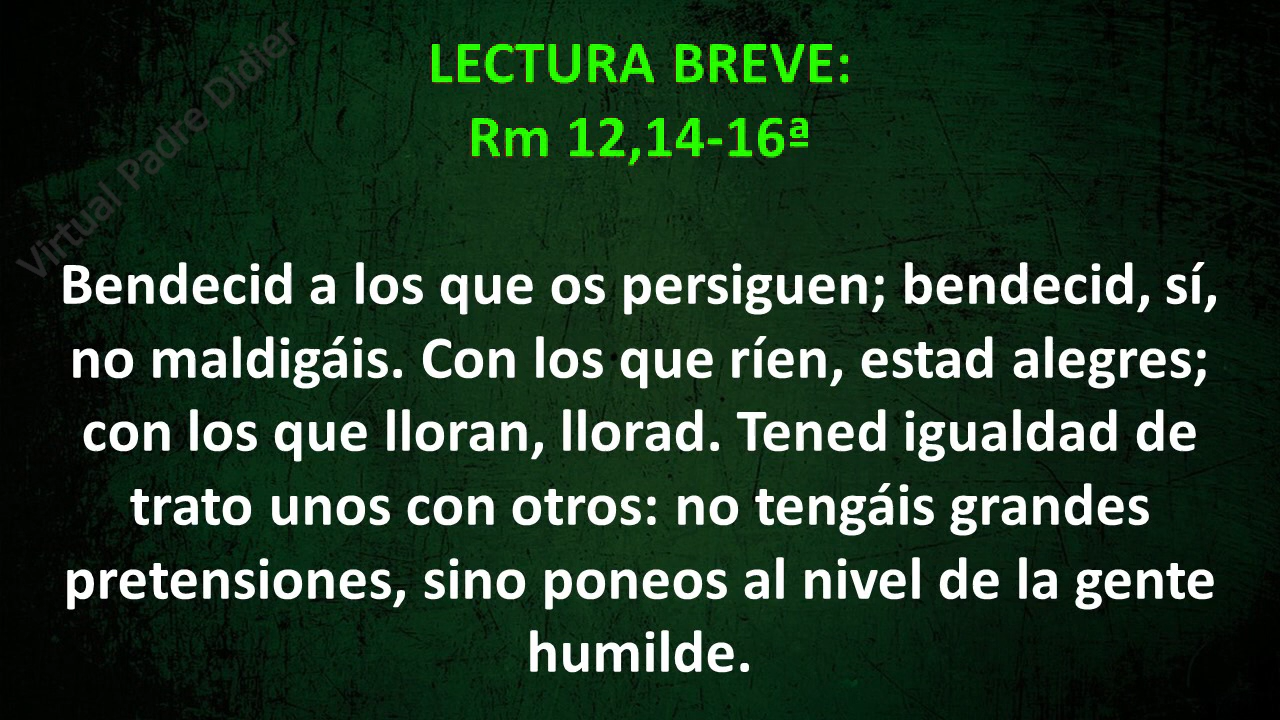 Virtual Padre Didier
LECTURA BREVE:
Rm 12,14-16ª
Bendecid a los que os persiguen; bendecid, sí,
no maldigáis. Con los que ríen, estad alegres;
con los que lloran, llorad. Tened igualdad de
trato unos con otros: no tengáis grandes
pretensiones, sino poneos al nivel de la gente
humilde.